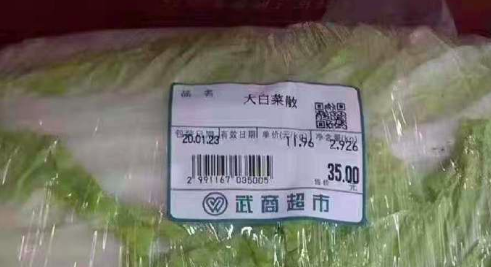 品名 大白菜散
包装日期 有效日期 单价(元/kg) 净含量(kg)
20.01.23 11.96 2.926
2 991167 035005
售价 35.00 元
武商超市